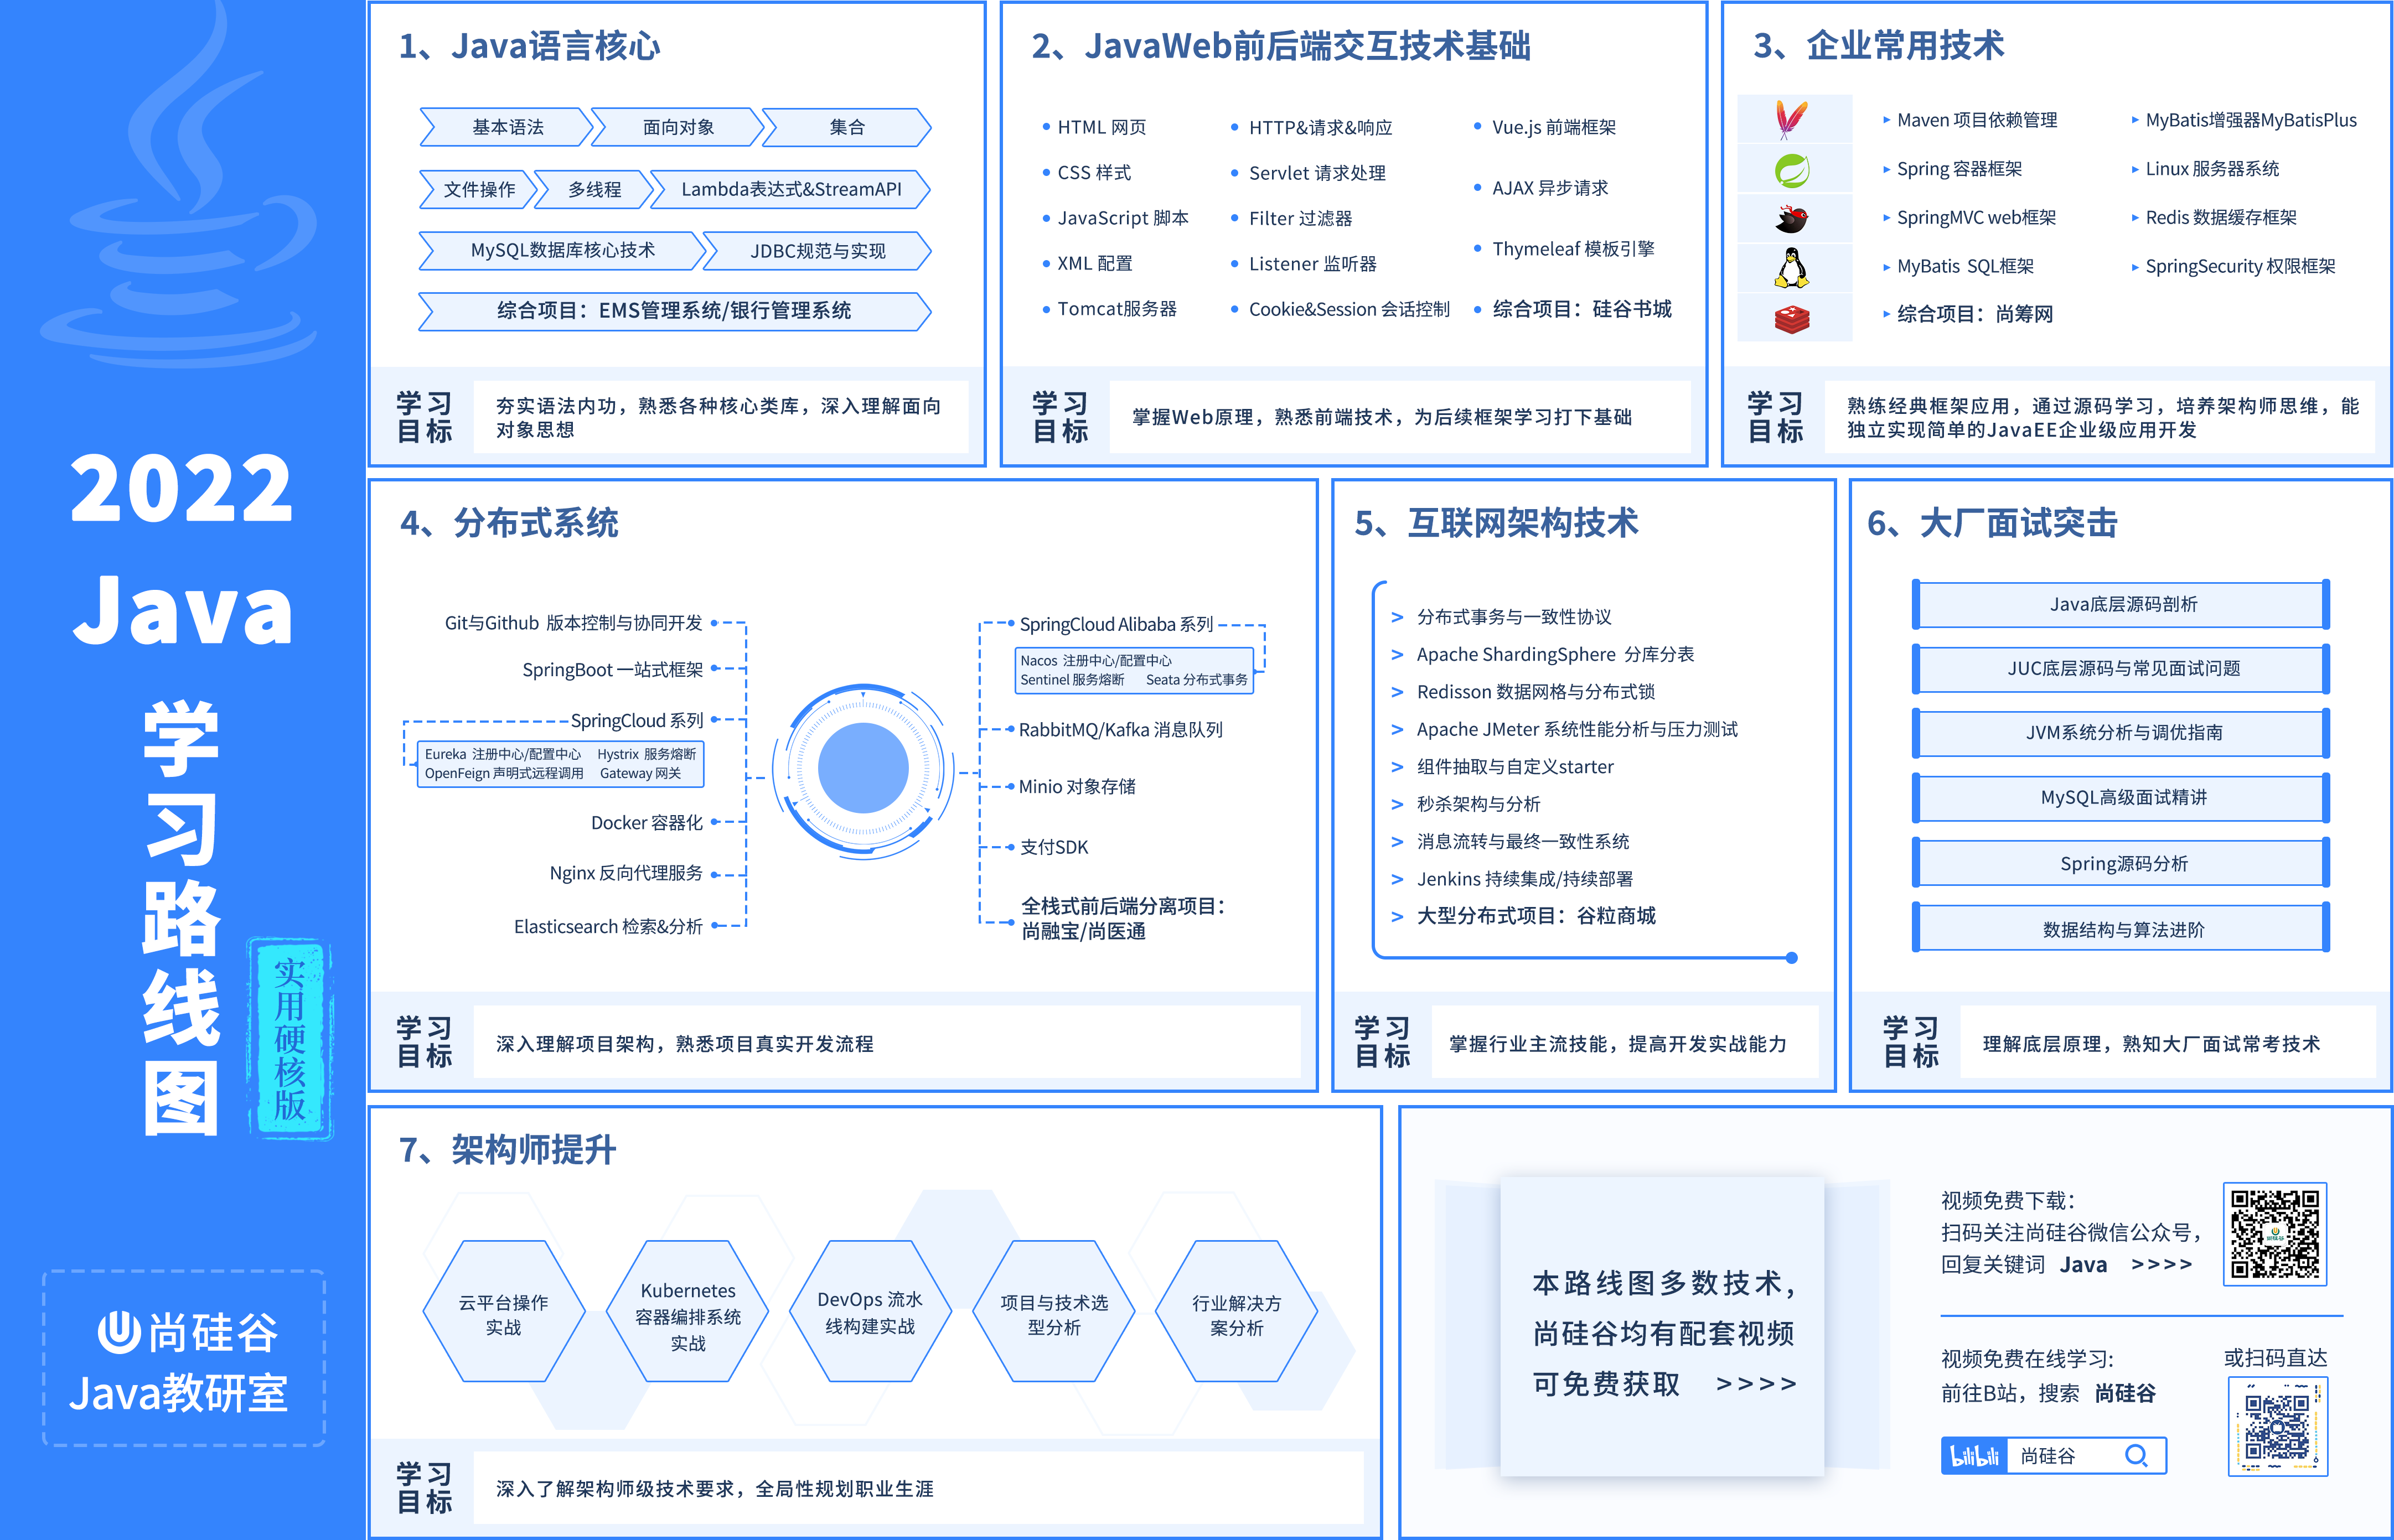 2022
Java
学习路线图
实用硬核版
尚硅谷
Java教研室
1、Java语言核心
基本语法
面向对象
集合
文件操作
多线程
Lambda表达式&StreamAPI
MySQL数据库核心技术
JDBC规范与实现
综合项目：EMS管理系统/银行管理系统
学习
目标
夯实语法内功，熟悉各种核心类库，深入理解面向
对象思想
2、JavaWeb前后端交互技术基础
HTML 网页
CSS 样式
JavaScript 脚本
XML 配置
Tomcat服务器
HTTP&请求&响应
Servlet 请求处理
Filter 过滤器
Listener 监听器
Cookie&Session 会话控制
Vue.js 前端框架
AJAX 异步请求
Thymeleaf 模板引擎
综合项目：硅谷书城
学习
目标
掌握Web原理，熟悉前端技术，为后续框架学习打下基础
3、企业常用技术
Maven 项目依赖管理
Spring 容器框架
SpringMVC web框架
MyBatis SQL框架
综合项目：尚筹网
MyBatis增强器MyBatisPlus
Linux 服务器系统
Redis 数据缓存框架
SpringSecurity 权限框架
学习
目标
熟练经典框架应用，通过源码学习，培养架构师思维，能
独立实现简单的JavaEE企业级应用开发
4、分布式系统
Git与Github 版本控制与协同开发
SpringBoot 一站式框架
SpringCloud 系列
Eureka 注册中心/配置中心 Hystrix 服务熔断
OpenFeign 声明式远程调用 Gateway 网关
Docker 容器化
Nginx 反向代理服务
Elasticsearch 检索&分析
SpringCloud Alibaba 系列
Nacos 注册中心/配置中心
Sentinel 服务熔断 Seata 分布式事务
RabbitMQ/Kafka 消息队列
Minio 对象存储
支付SDK
全栈式前后端分离项目：
尚融宝/尚医通
学习
目标
深入理解项目架构，熟悉项目真实开发流程
5、互联网架构技术
> 分布式事务与一致性协议
> Apache ShardingSphere 分库分表
> Redisson 数据网格与分布式锁
> Apache JMeter 系统性能分析与压力测试
> 组件抽取与自定义starter
> 秒杀架构与分析
> 消息流转与最终一致性系统
> Jenkins 持续集成/持续部署
> 大型分布式项目：谷粒商城
学习
目标
掌握行业主流技能，提高开发实战能力
6、大厂面试突击
Java底层源码剖析
JUC底层源码与常见面试问题
JVM系统分析与调优指南
MySQL高级面试精讲
Spring源码分析
数据结构与算法进阶
学习
目标
理解底层原理，熟知大厂面试常考技术
7、架构师提升
云平台操作
实战
Kubernetes
容器编排系统
实战
DevOps 流水
线构建实战
项目与技术选
型分析
行业解决方
案分析
学习
目标
深入了解架构师级技术要求，全局性规划职业生涯
本路线图多数技术，
尚硅谷均有配套视频
可免费获取 >>>>
视频免费下载：
扫码关注尚硅谷微信公众号，
回复关键词 Java >>>>
视频免费在线学习:
前往B站，搜索 尚硅谷
bilibili 尚硅谷
或扫码直达